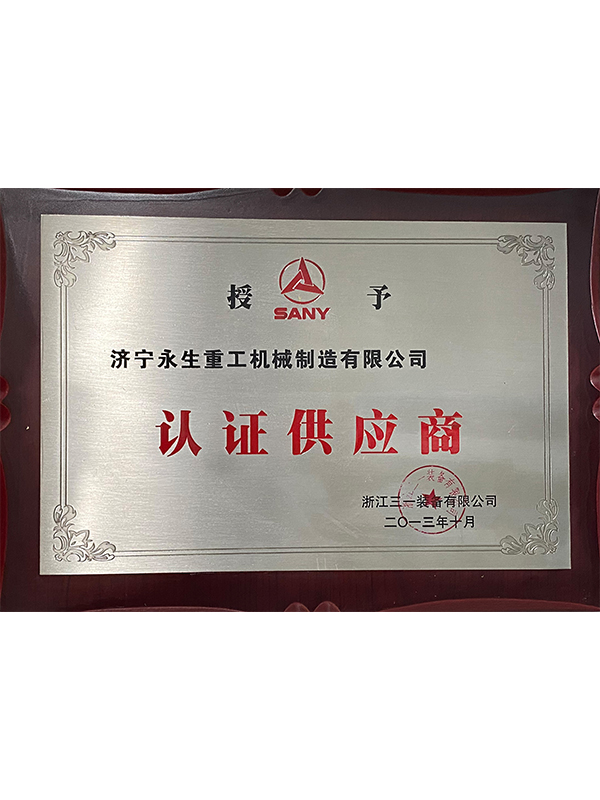 授 予
SANY
济宁永生重工机械制造有限公司
认证供应商
浙江三一装备有限公司
二〇一三年十月